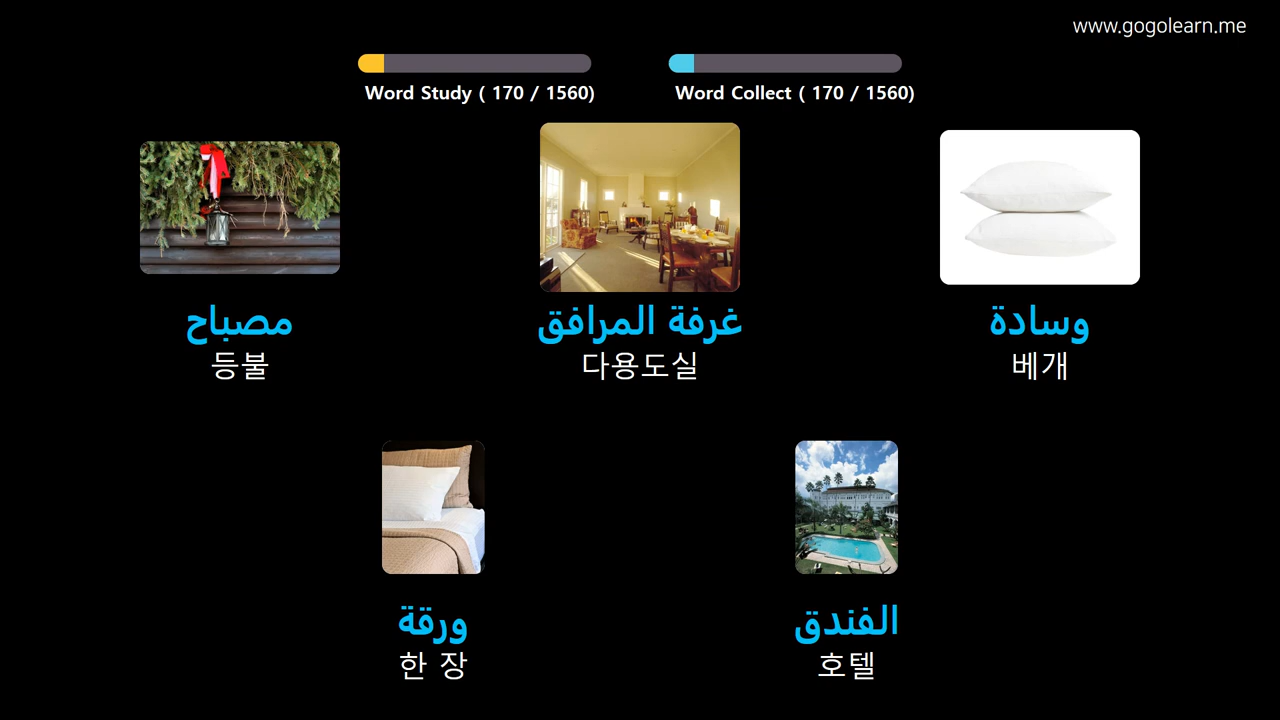 www.gogolearn.me
Word Study ( 170 / 1560)
Word Collect ( 170 / 1560)
مصباح
등불
غرفة المرافق
다용도실
وسادة
베개
ورقة
한 장
الفندق
호텔